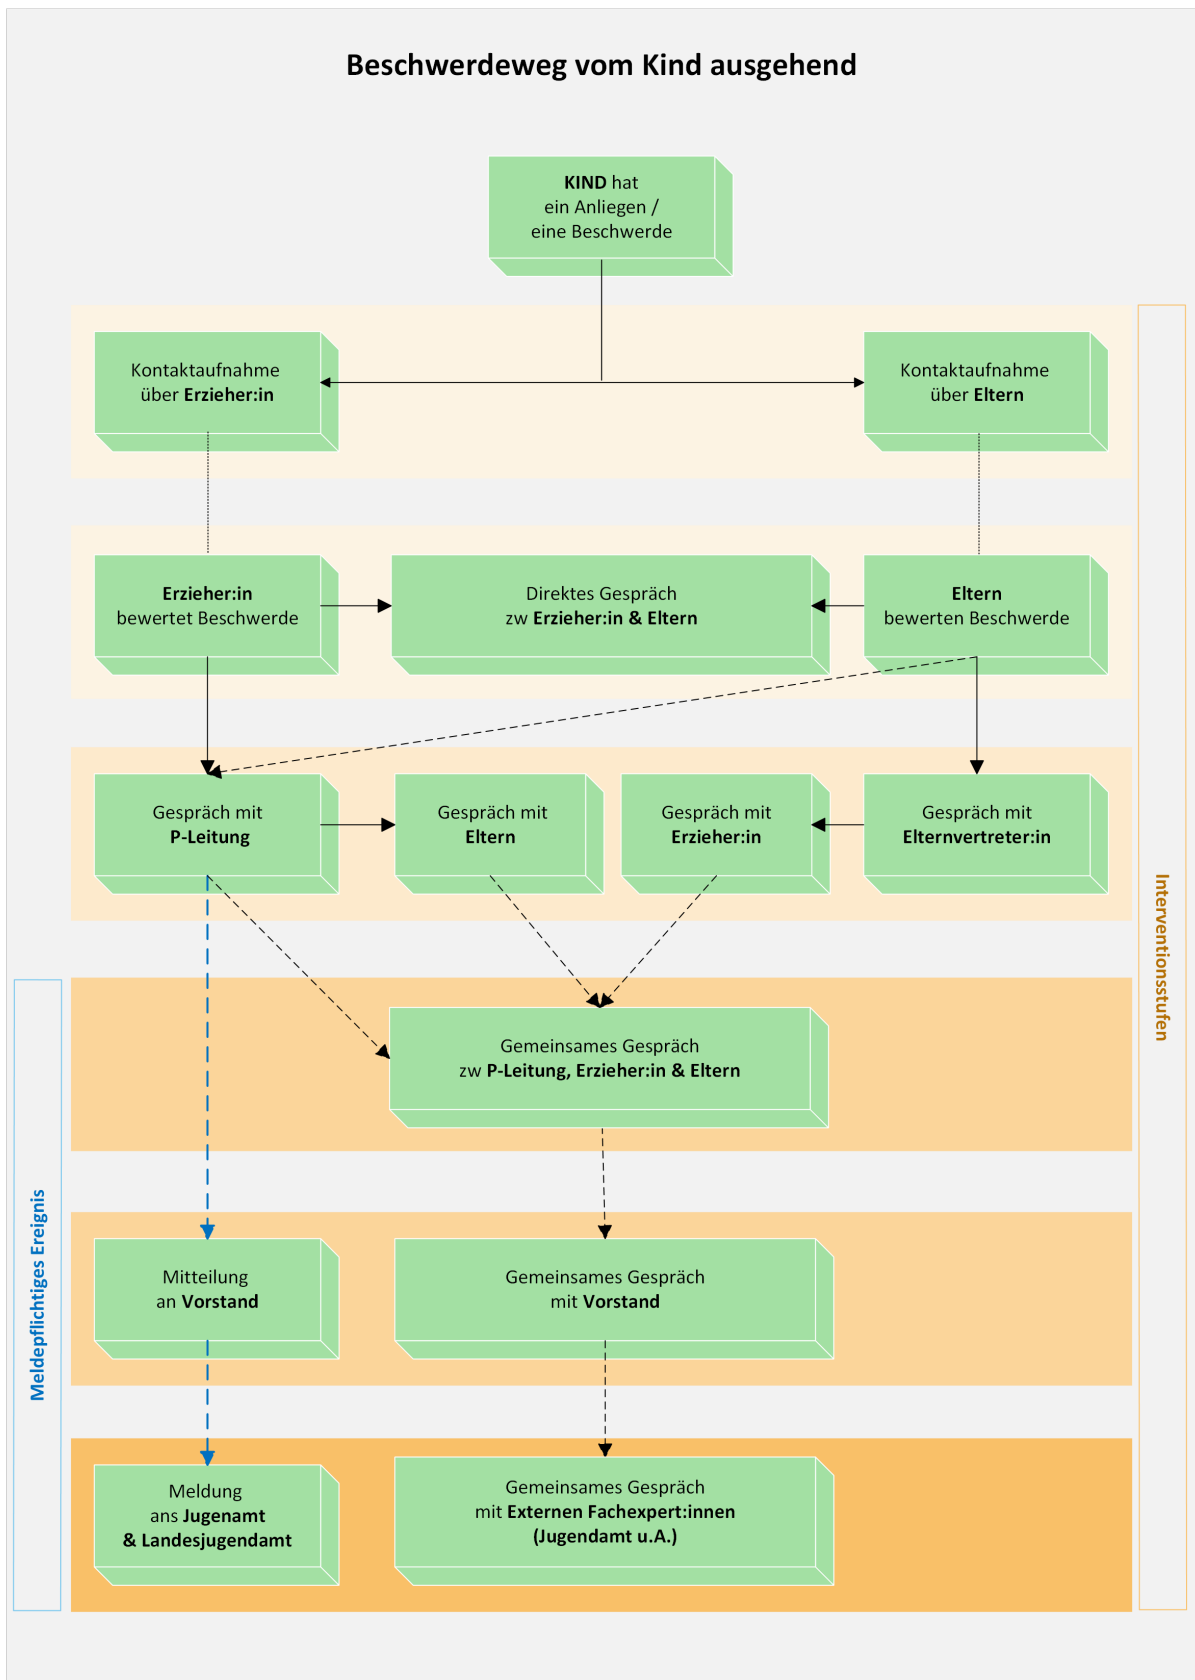 Beschwerdeweg vom Kind ausgehend
KIND hat
ein Anliegen /
eine Beschwerde
Kontaktaufnahme
über Erzieher:in
Kontaktaufnahme
über Eltern
Erzieher:in
bewertet Beschwerde
Direktes Gespräch
zw Erzieher:in & Eltern
Eltern
bewerten Beschwerde
Gespräch mit
P-Leitung
Gespräch mit
Eltern
Gespräch mit
Erzieher:in
Gespräch mit
Elternvertreter:in
Interventionsstufen
Gemeinsames Gespräch
zw P-Leitung, Erzieher:in & Eltern
Meldepflichtiges Ereignis
Mitteilung
an Vorstand
Gemeinsames Gespräch
mit Vorstand
Meldung
ans Jugenamt
& Landesjugendamt
Gemeinsames Gespräch
mit Externen Fachexpert:innen
(Jugendamt u.A.)